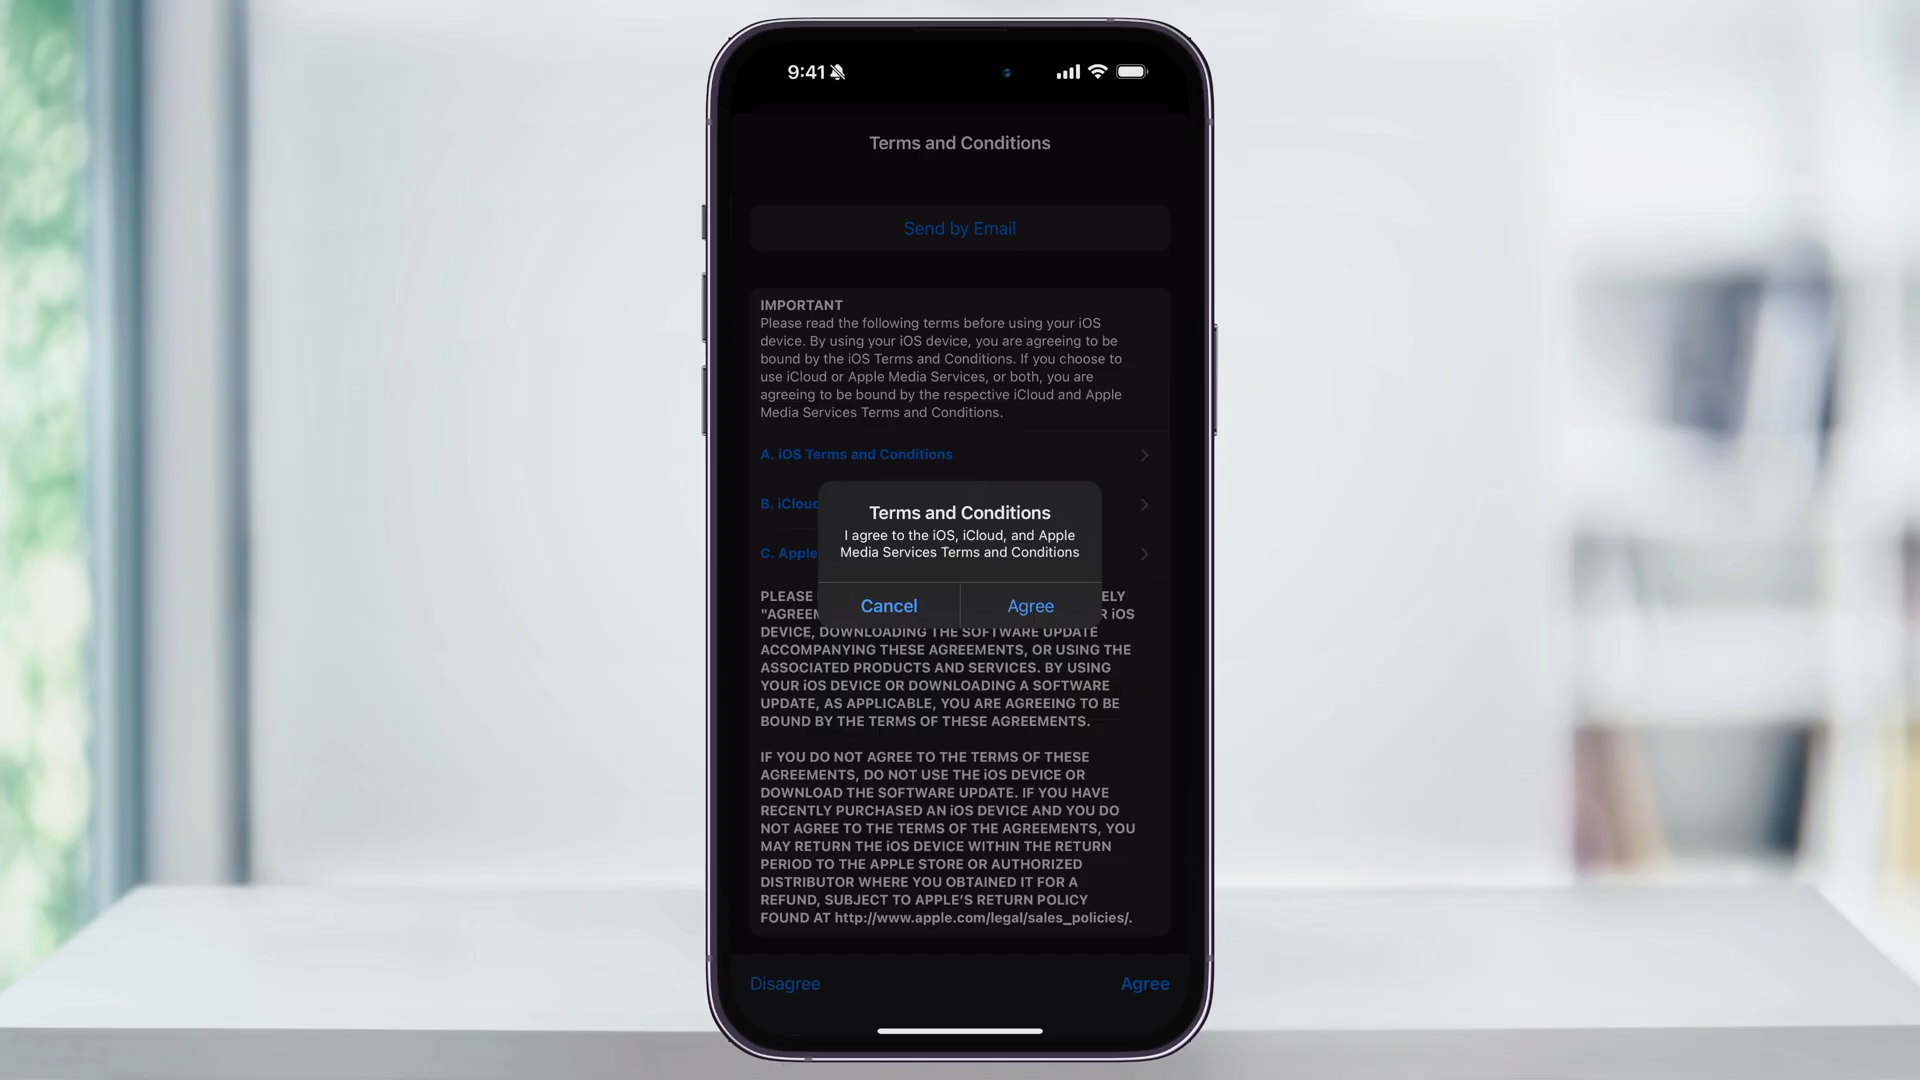 9:41
Terms and Conditions
Send by Email
IMPORTANT
Please read the following terms before using your iOS
device. By using your iOS device, you are agreeing to be
bound by the iOS Terms and Conditions. If you choose to
use iCloud or Apple Media Services, or both, you are
agreeing to be bound by the respective iCloud and Apple
Media Services Terms and Conditions.
A. iOS Terms and Conditions
B. iCloud
C. Apple
Terms and Conditions
I agree to the iOS, iCloud, and Apple
Media Services Terms and Conditions
Cancel
Agree
PLEASE ELY
"AGREEM R iOS
DEVICE, DOWNLOADING THE SOFTWARE UPDATE
ACCOMPANYING THESE AGREEMENTS, OR USING THE
ASSOCIATED PRODUCTS AND SERVICES. BY USING
YOUR iOS DEVICE OR DOWNLOADING A SOFTWARE
UPDATE, AS APPLICABLE, YOU ARE AGREEING TO BE
BOUND BY THE TERMS OF THESE AGREEMENTS.
IF YOU DO NOT AGREE TO THE TERMS OF THESE
AGREEMENTS, DO NOT USE THE iOS DEVICE OR
DOWNLOAD THE SOFTWARE UPDATE. IF YOU HAVE
RECENTLY PURCHASED AN iOS DEVICE AND YOU DO
NOT AGREE TO THE TERMS OF THE AGREEMENTS, YOU
MAY RETURN THE iOS DEVICE WITHIN THE RETURN
PERIOD TO THE APPLE STORE OR AUTHORIZED
DISTRIBUTOR WHERE YOU OBTAINED IT FOR A
REFUND, SUBJECT TO APPLE'S RETURN POLICY
FOUND AT http://www.apple.com/legal/sales_policies/.
Disagree
Agree